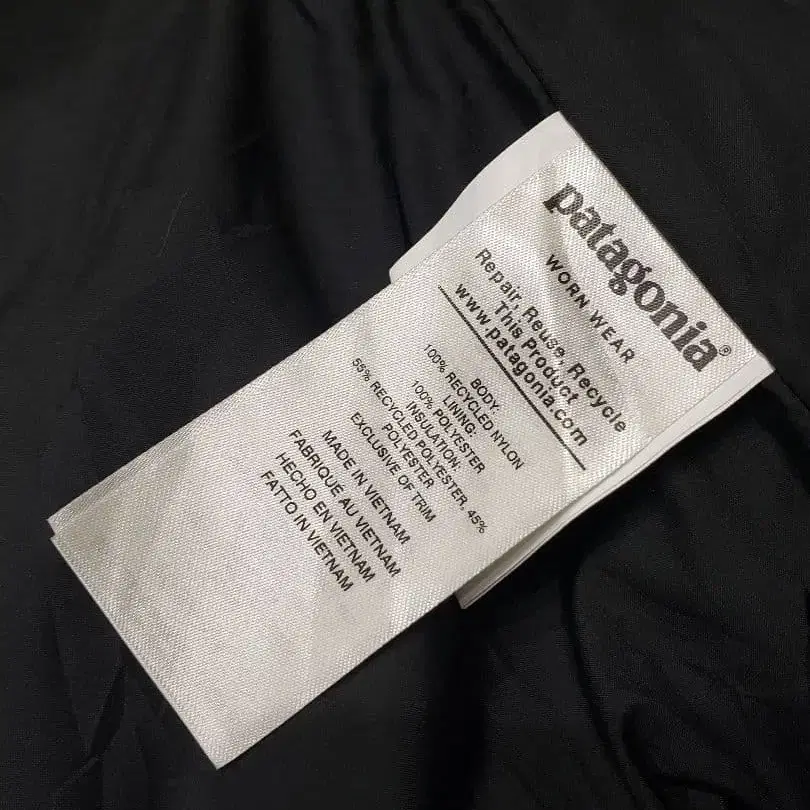 patagonia®
WORN WEAR
Repair, Reuse, Recycle
This Product
www.patagonia.com
BODY:
100% RECYCLED NYLON
LINING:
100% POLYESTER
INSULATION:
55% RECYCLED POLYESTER, 45%
POLYESTER
EXCLUSIVE OF TRIM
MADE IN VIETNAM
FABRIQUE AU VIETNAM
HECHO EN VIETNAM
FATTO IN VIETNAM